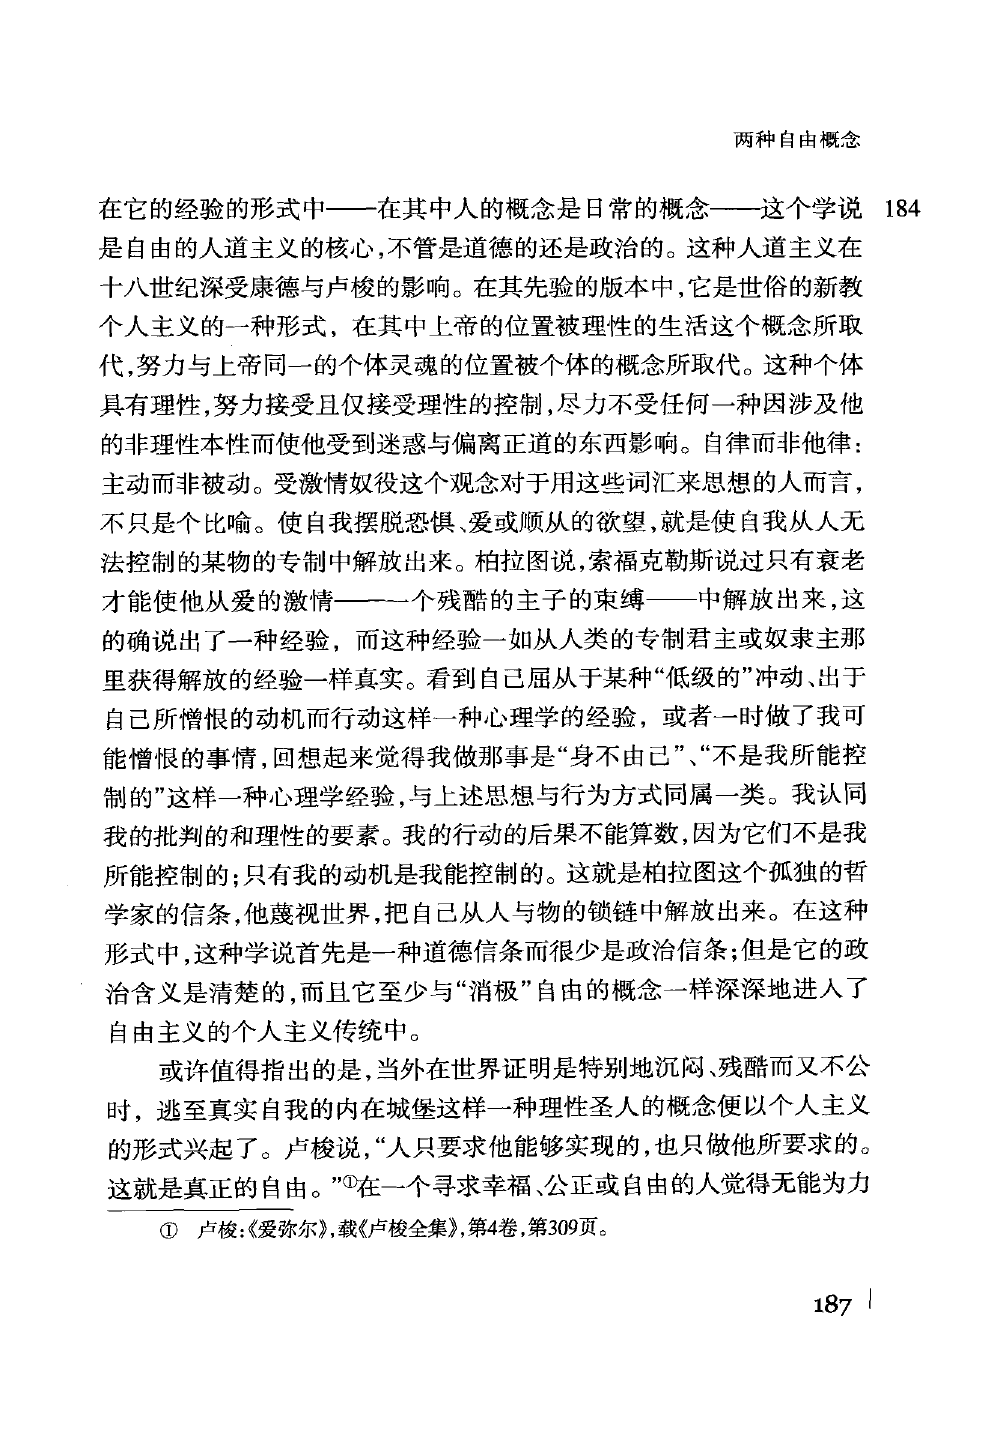 两种自由概念
在它的经验的形式中——在其中人的概念是日常的概念——这个学说 184
是自由的人道主义的核心,不管是道德的还是政治的。这种人道主义在
十八世纪深受康德与卢梭的影响。在其先验的版本中,它是世俗的新教
个人主义的一种形式，在其中上帝的位置被理性的生活这个概念所取
代,努力与上帝同一的个体灵魂的位置被个体的概念所取代。这种个体
具有理性,努力接受且仅接受理性的控制,尽力不受任何一种因涉及他
的非理性本性而使他受到迷惑与偏离正道的东西影响。自律而非他律:
主动而非被动。受激情奴役这个观念对于用这些词汇来思想的人而言，
不只是个比喻。使自我摆脱恐惧、爱或顺从的欲望,就是使自我从人无
法控制的某物的专制中解放出来。柏拉图说,索福克勒斯说过只有衰老
才能使他从爱的激情——一个残酷的主子的束缚——中解放出来,这
的确说出了一种经验，而这种经验一如从人类的专制君主或奴隶主那
里获得解放的经验一样真实。看到自己屈从于某种“低级的”冲动、出于
自己所憎恨的动机而行动这样一种心理学的经验，或者一时做了我可
能憎恨的事情,回想起来觉得我做那事是“身不由己”、“不是我所能控
制的”这样一种心理学经验,与上述思想与行为方式同属一类。我认同
我的批判的和理性的要素。我的行动的后果不能算数,因为它们不是我
所能控制的;只有我的动机是我能控制的。这就是柏拉图这个孤独的哲
学家的信条,他蔑视世界,把自己从人与物的锁链中解放出来。在这种
形式中,这种学说首先是一种道德信条而很少是政治信条;但是它的政
治含义是清楚的,而且它至少与“消极”自由的概念一样深深地进入了
自由主义的个人主义传统中。
或许值得指出的是,当外在世界证明是特别地沉闷、残酷而又不公
时，逃至真实自我的内在城堡这样一种理性圣人的概念便以个人主义
的形式兴起了。卢梭说,“人只要求他能够实现的,也只做他所要求的。
这就是真正的自由。”①在一个寻求幸福、公正或自由的人觉得无能为力
① 卢梭:《爱弥尔》,载《卢梭全集》,第4卷,第309页。
187